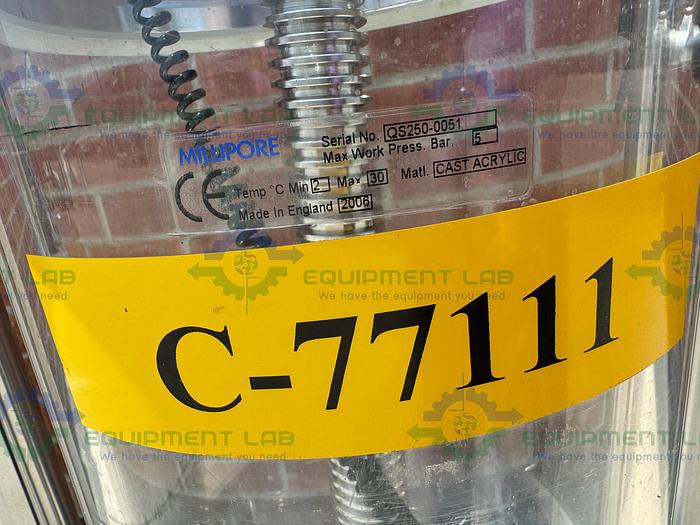 MILLIPORE
Serial No. QS250-0051
Max Work Press. Bar 5
CE
Temp °C Min 2 Max 30 Matl. CAST ACRYLIC
Made In England 2006
C-77111
EQUIPMENT LAB
We have the equipment you need
EQUIPMENT LAB
We have the equipment you need
EQUIPMENT LAB
We have the equipment you need